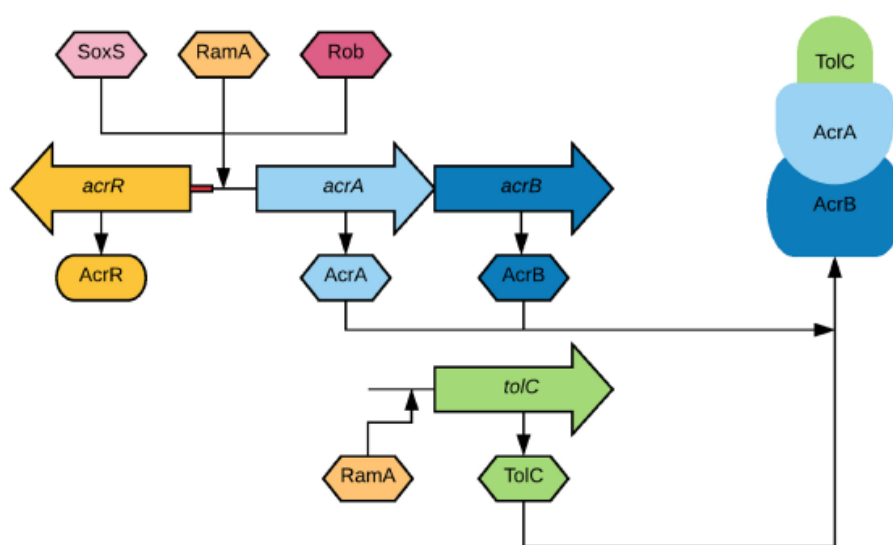 SoxS
RamA
Rob
TolC
AcrA
AcrB
acrR
acrA
acrB
AcrR
AcrA
AcrB
tolC
RamA
TolC